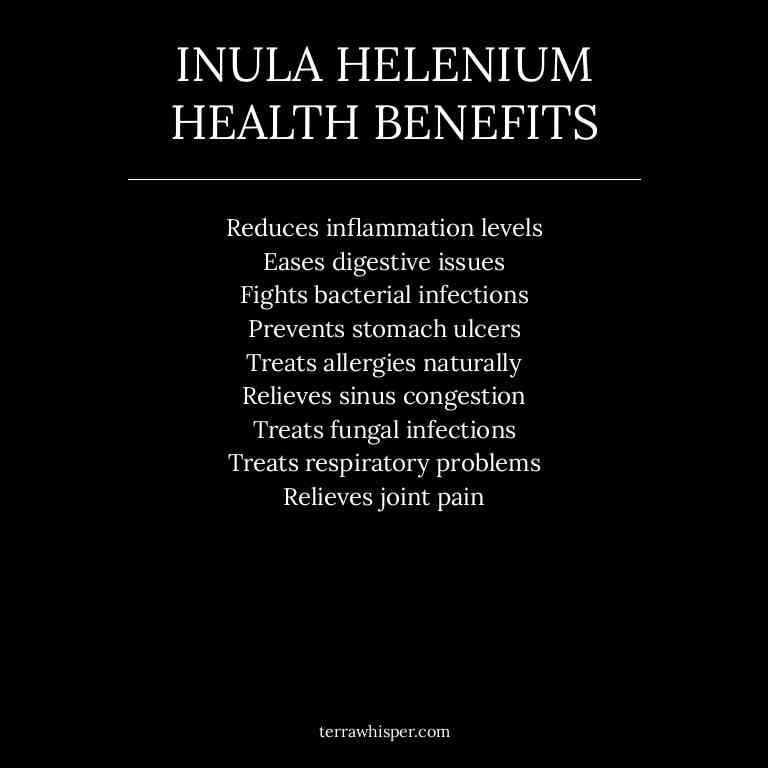 INULA HELENIUM
HEALTH BENEFITS
Reduces inflammation levels
Eases digestive issues
Fights bacterial infections
Prevents stomach ulcers
Treats allergies naturally
Relieves sinus congestion
Treats fungal infections
Treats respiratory problems
Relieves joint pain
terrawhisper.com